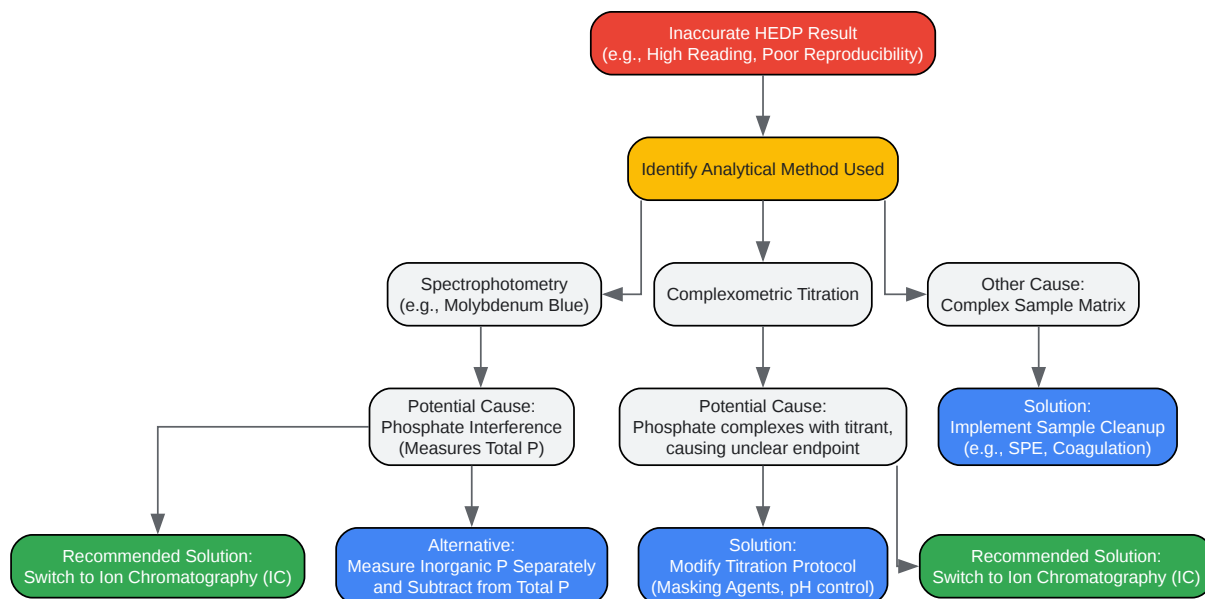 Inaccurate HEDP Result
(e.g., High Reading, Poor Reproducibility)
Identify Analytical Method Used
Spectrophotometry
(e.g., Molybdenum Blue)
Complexometric Titration
Other Cause:
Complex Sample Matrix
Potential Cause:
Phosphate Interference
(Measures Total P)
Potential Cause:
Phosphate complexes with titrant,
causing unclear endpoint
Solution:
Implement Sample Cleanup
(e.g., SPE, Coagulation)
Recommended Solution:
Switch to Ion Chromatography (IC)
Alternative:
Measure Inorganic P Separately
and Subtract from Total P
Solution:
Modify Titration Protocol
(Masking Agents, pH control)
Recommended Solution:
Switch to Ion Chromatography (IC)